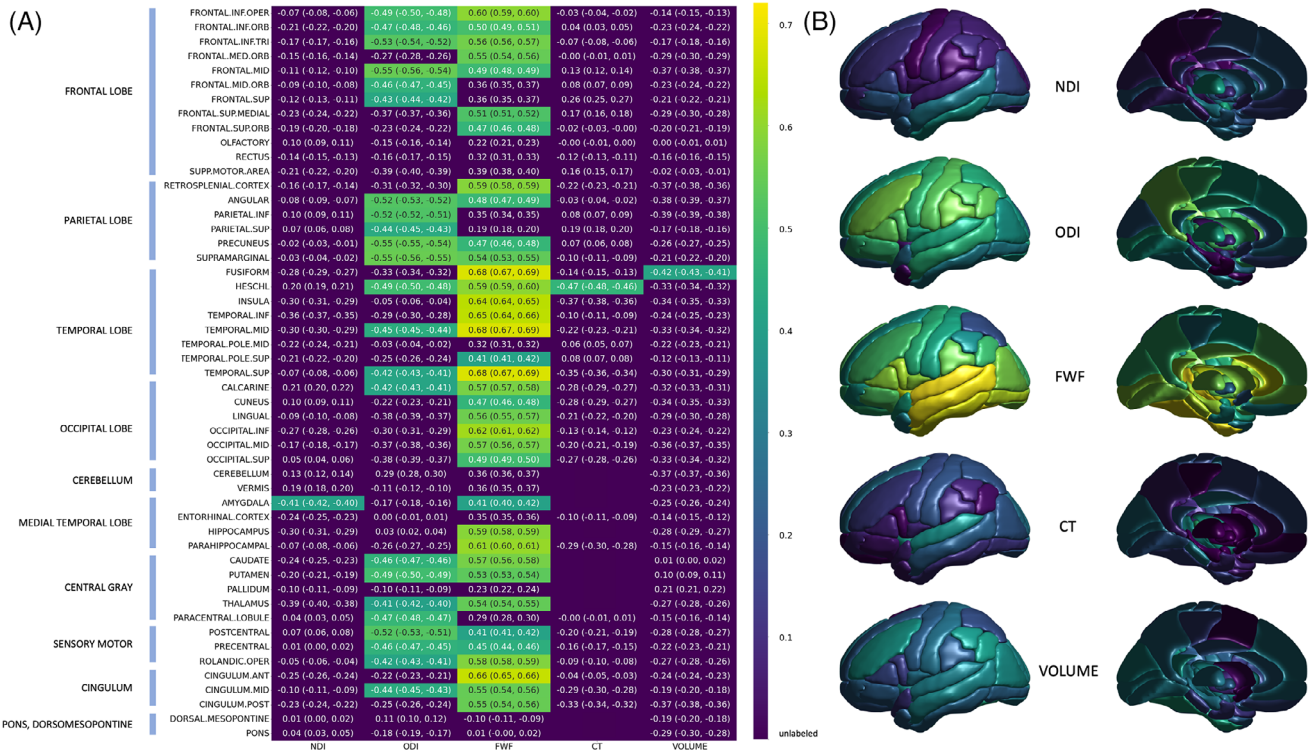 (A)
FRONTAL.INF.OPER -0.07 (-0.08, -0.06) -0.49 (-0.50, -0.48) 0.60 (0.59, 0.60) -0.03 (-0.04, -0.02) -0.14 (-0.15, -0.13)
FRONTAL.INF.ORB -0.21 (-0.22, -0.20) -0.47 (-0.48, -0.46) 0.50 (0.49, 0.51) 0.04 (0.03, 0.05) -0.23 (-0.24, -0.22)
FRONTAL.INF.TRI -0.17 (-0.17, -0.16) -0.53 (-0.54, -0.52) 0.56 (0.56, 0.57) -0.07 (-0.08, -0.06) -0.17 (-0.18, -0.16)
FRONTAL.MED.ORB -0.15 (-0.16, -0.14) -0.27 (-0.28, -0.26) 0.55 (0.54, 0.56) -0.00 (-0.01, 0.01) -0.29 (-0.30, -0.29)
FRONTAL.MID -0.11 (-0.12, -0.10) -0.55 (-0.56, -0.54) 0.49 (0.48, 0.49) 0.13 (0.12, 0.14) -0.37 (-0.38, -0.37)
FRONTAL LOBE
FRONTAL.MID.ORB -0.09 (-0.10, -0.08) -0.46 (-0.47, -0.45) 0.36 (0.35, 0.37) 0.08 (0.07, 0.09) -0.23 (-0.24, -0.22)
FRONTAL.SUP -0.12 (-0.13, -0.11) -0.43 (-0.44, -0.42) 0.36 (0.35, 0.37) 0.26 (0.25, 0.27) -0.21 (-0.22, -0.21)
FRONTAL.SUP.MEDIAL -0.23 (-0.24, -0.22) -0.37 (-0.37, -0.36) 0.51 (0.51, 0.52) 0.17 (0.16, 0.18) -0.29 (-0.30, -0.28)
FRONTAL.SUP.ORB -0.19 (-0.20, -0.18) -0.23 (-0.24, -0.22) 0.47 (0.46, 0.48) -0.02 (-0.03, -0.00) -0.20 (-0.21, -0.19)
OLFACTORY 0.10 (0.09, 0.11) -0.15 (-0.16, -0.14) 0.22 (0.21, 0.23) -0.00 (-0.01, 0.00) 0.00 (-0.01, 0.01)
RECTUS -0.14 (-0.15, -0.13) -0.16 (-0.17, -0.15) 0.32 (0.31, 0.33) -0.12 (-0.13, -0.11) -0.16 (-0.16, -0.15)
SUPP.MOTOR.AREA -0.21 (-0.22, -0.20) -0.39 (-0.40, -0.39) 0.39 (0.38, 0.40) 0.16 (0.15, 0.17) -0.02 (-0.03, -0.01)
RETROSPLENIAL.CORTEX -0.16 (-0.17, -0.14) -0.31 (-0.32, -0.30) 0.59 (0.58, 0.59) -0.22 (-0.23, -0.21) -0.37 (-0.38, -0.36)
ANGULAR -0.08 (-0.09, -0.07) -0.52 (-0.53, -0.52) 0.48 (0.47, 0.49) -0.03 (-0.04, -0.02) -0.38 (-0.39, -0.37)
PARIETAL LOBE
PARIETAL.INF 0.10 (0.09, 0.11) -0.52 (-0.52, -0.51) 0.35 (0.34, 0.35) 0.08 (0.07, 0.09) -0.39 (-0.39, -0.38)
PARIETAL.SUP 0.07 (0.06, 0.08) -0.44 (-0.45, -0.43) 0.19 (0.18, 0.20) 0.19 (0.18, 0.20) -0.17 (-0.18, -0.16)
PRECUNEUS -0.02 (-0.03, -0.01) -0.55 (-0.55, -0.54) 0.47 (0.46, 0.48) 0.07 (0.06, 0.08) -0.26 (-0.27, -0.25)
SUPRAMARGINAL -0.03 (-0.04, -0.02) -0.55 (-0.56, -0.55) 0.54 (0.53, 0.55) -0.10 (-0.11, -0.09) -0.21 (-0.22, -0.20)
FUSIFORM -0.28 (-0.29, -0.27) -0.33 (-0.34, -0.32) 0.68 (0.67, 0.69) -0.14 (-0.15, -0.13) -0.42 (-0.43, -0.41)
HESCHL 0.20 (0.19, 0.21) -0.49 (-0.50, -0.48) 0.59 (0.59, 0.60) -0.47 (-0.48, -0.46) -0.33 (-0.34, -0.32)
INSULA -0.30 (-0.31, -0.29) -0.05 (-0.06, -0.04) 0.64 (0.64, 0.65) -0.37 (-0.38, -0.36) -0.34 (-0.35, -0.33)
TEMPORAL.INF -0.36 (-0.37, -0.35) -0.29 (-0.30, -0.28) 0.65 (0.64, 0.66) -0.10 (-0.11, -0.09) -0.24 (-0.25, -0.23)
TEMPORAL LOBE
TEMPORAL.MID -0.30 (-0.30, -0.29) -0.45 (-0.45, -0.44) 0.68 (0.67, 0.69) -0.22 (-0.23, -0.21) -0.33 (-0.34, -0.32)
TEMPORAL.POLE.MID -0.22 (-0.24, -0.21) -0.03 (-0.04, -0.02) 0.32 (0.31, 0.32) 0.06 (0.05, 0.07) -0.22 (-0.23, -0.21)
TEMPORAL.POLE.SUP -0.21 (-0.22, -0.20) -0.25 (-0.26, -0.24) 0.41 (0.41, 0.42) 0.08 (0.07, 0.08) -0.12 (-0.13, -0.11)
TEMPORAL.SUP -0.07 (-0.08, -0.06) -0.42 (-0.43, -0.41) 0.68 (0.67, 0.69) -0.35 (-0.36, -0.34) -0.30 (-0.31, -0.29)
CALCARINE 0.21 (0.20, 0.22) -0.42 (-0.43, -0.41) 0.57 (0.57, 0.58) -0.28 (-0.29, -0.27) -0.32 (-0.33, -0.31)
CUNEUS 0.10 (0.09, 0.11) -0.22 (-0.23, -0.21) 0.47 (0.46, 0.48) -0.28 (-0.29, -0.27) -0.34 (-0.35, -0.33)
LINGUAL -0.09 (-0.10, -0.08) -0.38 (-0.39, -0.37) 0.56 (0.55, 0.57) -0.21 (-0.22, -0.20) -0.29 (-0.30, -0.28)
OCCIPITAL LOBE
OCCIPITAL.INF -0.27 (-0.28, -0.26) -0.30 (-0.31, -0.29) 0.62 (0.61, 0.62) -0.13 (-0.14, -0.12) -0.23 (-0.24, -0.22)
OCCIPITAL.MID -0.17 (-0.18, -0.17) -0.37 (-0.38, -0.36) 0.57 (0.56, 0.57) -0.20 (-0.21, -0.19) -0.36 (-0.37, -0.35)
OCCIPITAL.SUP 0.05 (0.04, 0.06) -0.38 (-0.39, -0.37) 0.49 (0.49, 0.50) -0.27 (-0.28, -0.26) -0.33 (-0.34, -0.32)
CEREBELLUM
CEREBELLUM 0.13 (0.12, 0.14) 0.29 (0.28, 0.30) 0.36 (0.36, 0.37) -0.37 (-0.37, -0.36)
VERMIS 0.19 (0.18, 0.20) -0.11 (-0.12, -0.10) 0.36 (0.35, 0.37) -0.23 (-0.23, -0.22)
AMYGDALA -0.41 (-0.42, -0.40) -0.17 (-0.18, -0.16) 0.41 (0.40, 0.42) -0.25 (-0.26, -0.24)
MEDIAL TEMPORAL LOBE
ENTORHINAL.CORTEX -0.24 (-0.25, -0.23) 0.00 (-0.01, 0.01) 0.35 (0.35, 0.36) -0.10 (-0.11, -0.09) -0.14 (-0.15, -0.12)
HIPPOCAMPUS -0.30 (-0.31, -0.29) 0.03 (0.02, 0.04) 0.59 (0.58, 0.59) -0.28 (-0.29, -0.27)
PARAHIPPOCAMPAL -0.07 (-0.08, -0.06) -0.26 (-0.27, -0.25) 0.61 (0.60, 0.61) -0.29 (-0.30, -0.28) -0.15 (-0.16, -0.14)
CAUDATE -0.24 (-0.25, -0.23) -0.46 (-0.47, -0.46) 0.57 (0.56, 0.58) 0.01 (0.00, 0.02)
PUTAMEN -0.20 (-0.21, -0.19) -0.49 (-0.50, -0.49) 0.53 (0.53, 0.54) 0.10 (0.09, 0.11)
CENTRAL GRAY
PALLIDUM -0.10 (-0.11, -0.09) -0.10 (-0.11, -0.09) 0.23 (0.22, 0.24) 0.21 (0.21, 0.22)
THALAMUS -0.39 (-0.40, -0.38) -0.41 (-0.42, -0.40) 0.54 (0.54, 0.55) -0.27 (-0.28, -0.26)
PARACENTRAL.LOBULE 0.04 (0.03, 0.05) -0.47 (-0.48, -0.47) 0.29 (0.28, 0.30) -0.00 (-0.01, 0.01) -0.15 (-0.16, -0.14)
POSTCENTRAL 0.07 (0.06, 0.08) -0.52 (-0.53, -0.51) 0.41 (0.41, 0.42) -0.20 (-0.21, -0.19) -0.28 (-0.28, -0.27)
SENSORY MOTOR
PRECENTRAL 0.01 (0.00, 0.02) -0.46 (-0.47, -0.45) 0.45 (0.44, 0.46) -0.16 (-0.17, -0.15) -0.22 (-0.23, -0.21)
ROLANDIC.OPER -0.05 (-0.06, -0.04) -0.42 (-0.43, -0.41) 0.58 (0.58, 0.59) -0.09 (-0.10, -0.08) -0.27 (-0.28, -0.26)
CINGULUM.ANT -0.25 (-0.26, -0.24) -0.22 (-0.23, -0.21) 0.66 (0.65, 0.66) -0.04 (-0.05, -0.03) -0.24 (-0.24, -0.23)
CINGULUM
CINGULUM.MID -0.10 (-0.11, -0.09) -0.44 (-0.45, -0.43) 0.55 (0.54, 0.56) -0.29 (-0.30, -0.28) -0.19 (-0.20, -0.18)
CINGULUM.POST -0.23 (-0.24, -0.22) -0.25 (-0.26, -0.24) 0.55 (0.54, 0.56) -0.33 (-0.34, -0.32) -0.37 (-0.38, -0.36)
PONS, DORSOMESOPONTINE
DORSAL.MESOPONTINE 0.01 (0.00, 0.02) 0.11 (0.10, 0.12) -0.10 (-0.11, -0.09) -0.19 (-0.20, -0.18)
PONS 0.04 (0.03, 0.05) -0.18 (-0.19, -0.17) 0.01 (-0.00, 0.02) -0.29 (-0.30, -0.28)
NDI ODI FWF CT VOLUME
0.7
0.6
0.5
0.4
0.3
0.2
0.1
unlabeled
(B)
NDI
ODI
FWF
CT
VOLUME